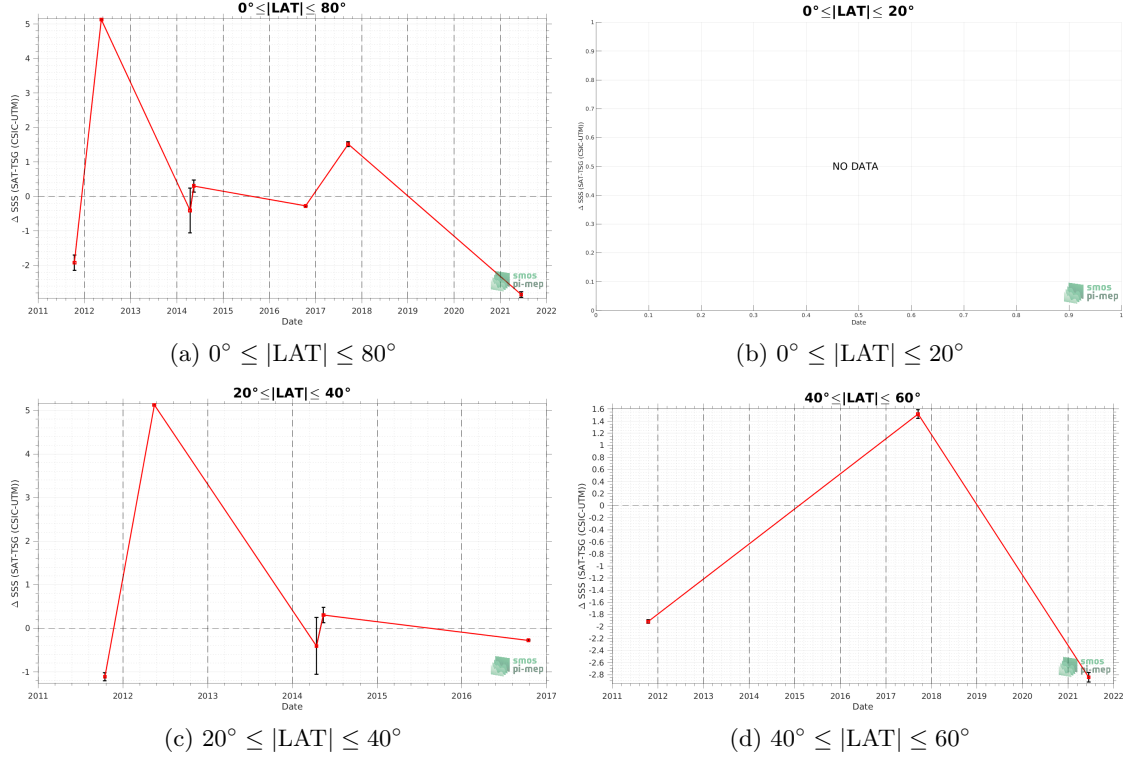 0°≤|LAT|≤ 80°
Δ SSS (SAT-TSG (CSIC-UTM))
5
4
3
2
1
0
-1
-2
2011 2012 2013 2014 2015 2016 2017 2018 2019 2020 2021 2022
Date
smos
pi-mep
(a) 0° ≤ |LAT| ≤ 80°
0°≤|LAT|≤ 20°
Δ SSS (SAT-TSG (CSIC-UTM))
1
0.9
0.8
0.7
0.6
0.5
0.4
0.3
0.2
0.1
0
NO DATA
0 0.1 0.2 0.3 0.4 0.5 0.6 0.7 0.8 0.9 1
Date
smos
pi-mep
(b) 0° ≤ |LAT| ≤ 20°
20°≤|LAT|≤ 40°
Δ SSS (SAT-TSG (CSIC-UTM))
5
4
3
2
1
0
-1
2011 2012 2013 2014 2015 2016 2017
Date
smos
pi-mep
(c) 20° ≤ |LAT| ≤ 40°
40°≤|LAT|≤ 60°
Δ SSS (SAT-TSG (CSIC-UTM))
1.6
1.4
1.2
1
0.8
0.6
0.4
0.2
0
-0.2
-0.4
-0.6
-0.8
-1
-1.2
-1.4
-1.6
-1.8
-2
-2.2
-2.4
-2.6
-2.8
2011 2012 2013 2014 2015 2016 2017 2018 2019 2020 2021 2022
Date
smos
pi-mep
(d) 40° ≤ |LAT| ≤ 60°